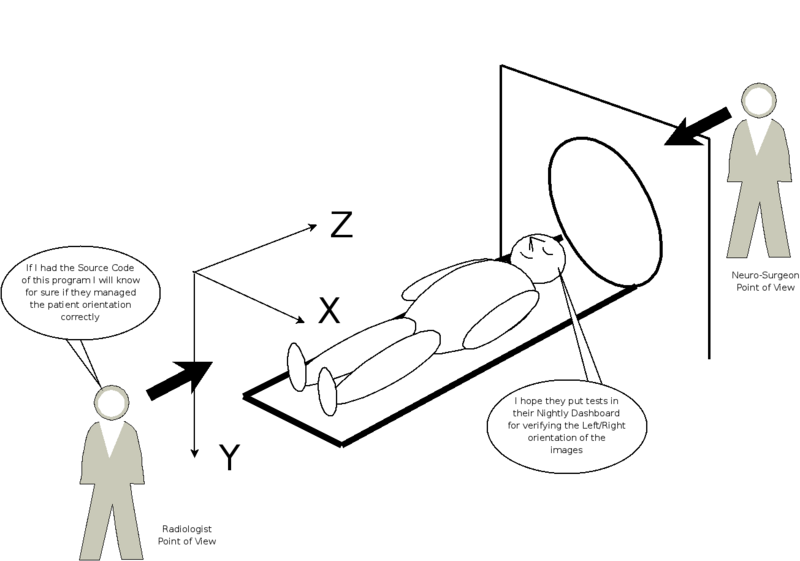 Z
X
Y
If I had the Source Code
of this program I will know
for sure if they managed
the patient orientation
correctly
Neuro-Surgeon
Point of View
I hope they put tests in
their Nightly Dashboard
for verifying the Left/Right
orientation of the
images
Radiologist
Point of View